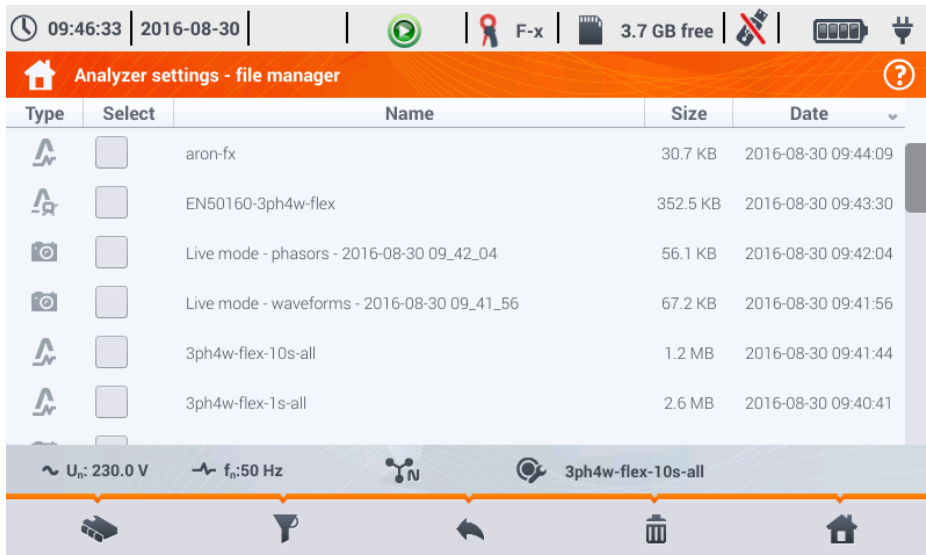 09:46:33 2016-08-30 F-x 3.7 GB free
Analyzer settings - file manager ?
Type Select Name Size Date
aron-fx 30.7 KB 2016-08-30 09:44:09
EN50160-3ph4w-flex 352.5 KB 2016-08-30 09:43:30
Live mode - phasors - 2016-08-30 09_42_04 56.1 KB 2016-08-30 09:42:04
Live mode - waveforms - 2016-08-30 09_41_56 67.2 KB 2016-08-30 09:41:56
3ph4w-flex-10s-all 1.2 MB 2016-08-30 09:41:44
3ph4w-flex-1s-all 2.6 MB 2016-08-30 09:40:41
Uₙ: 230.0 V fₙ:50 Hz N 3ph4w-flex-10s-all